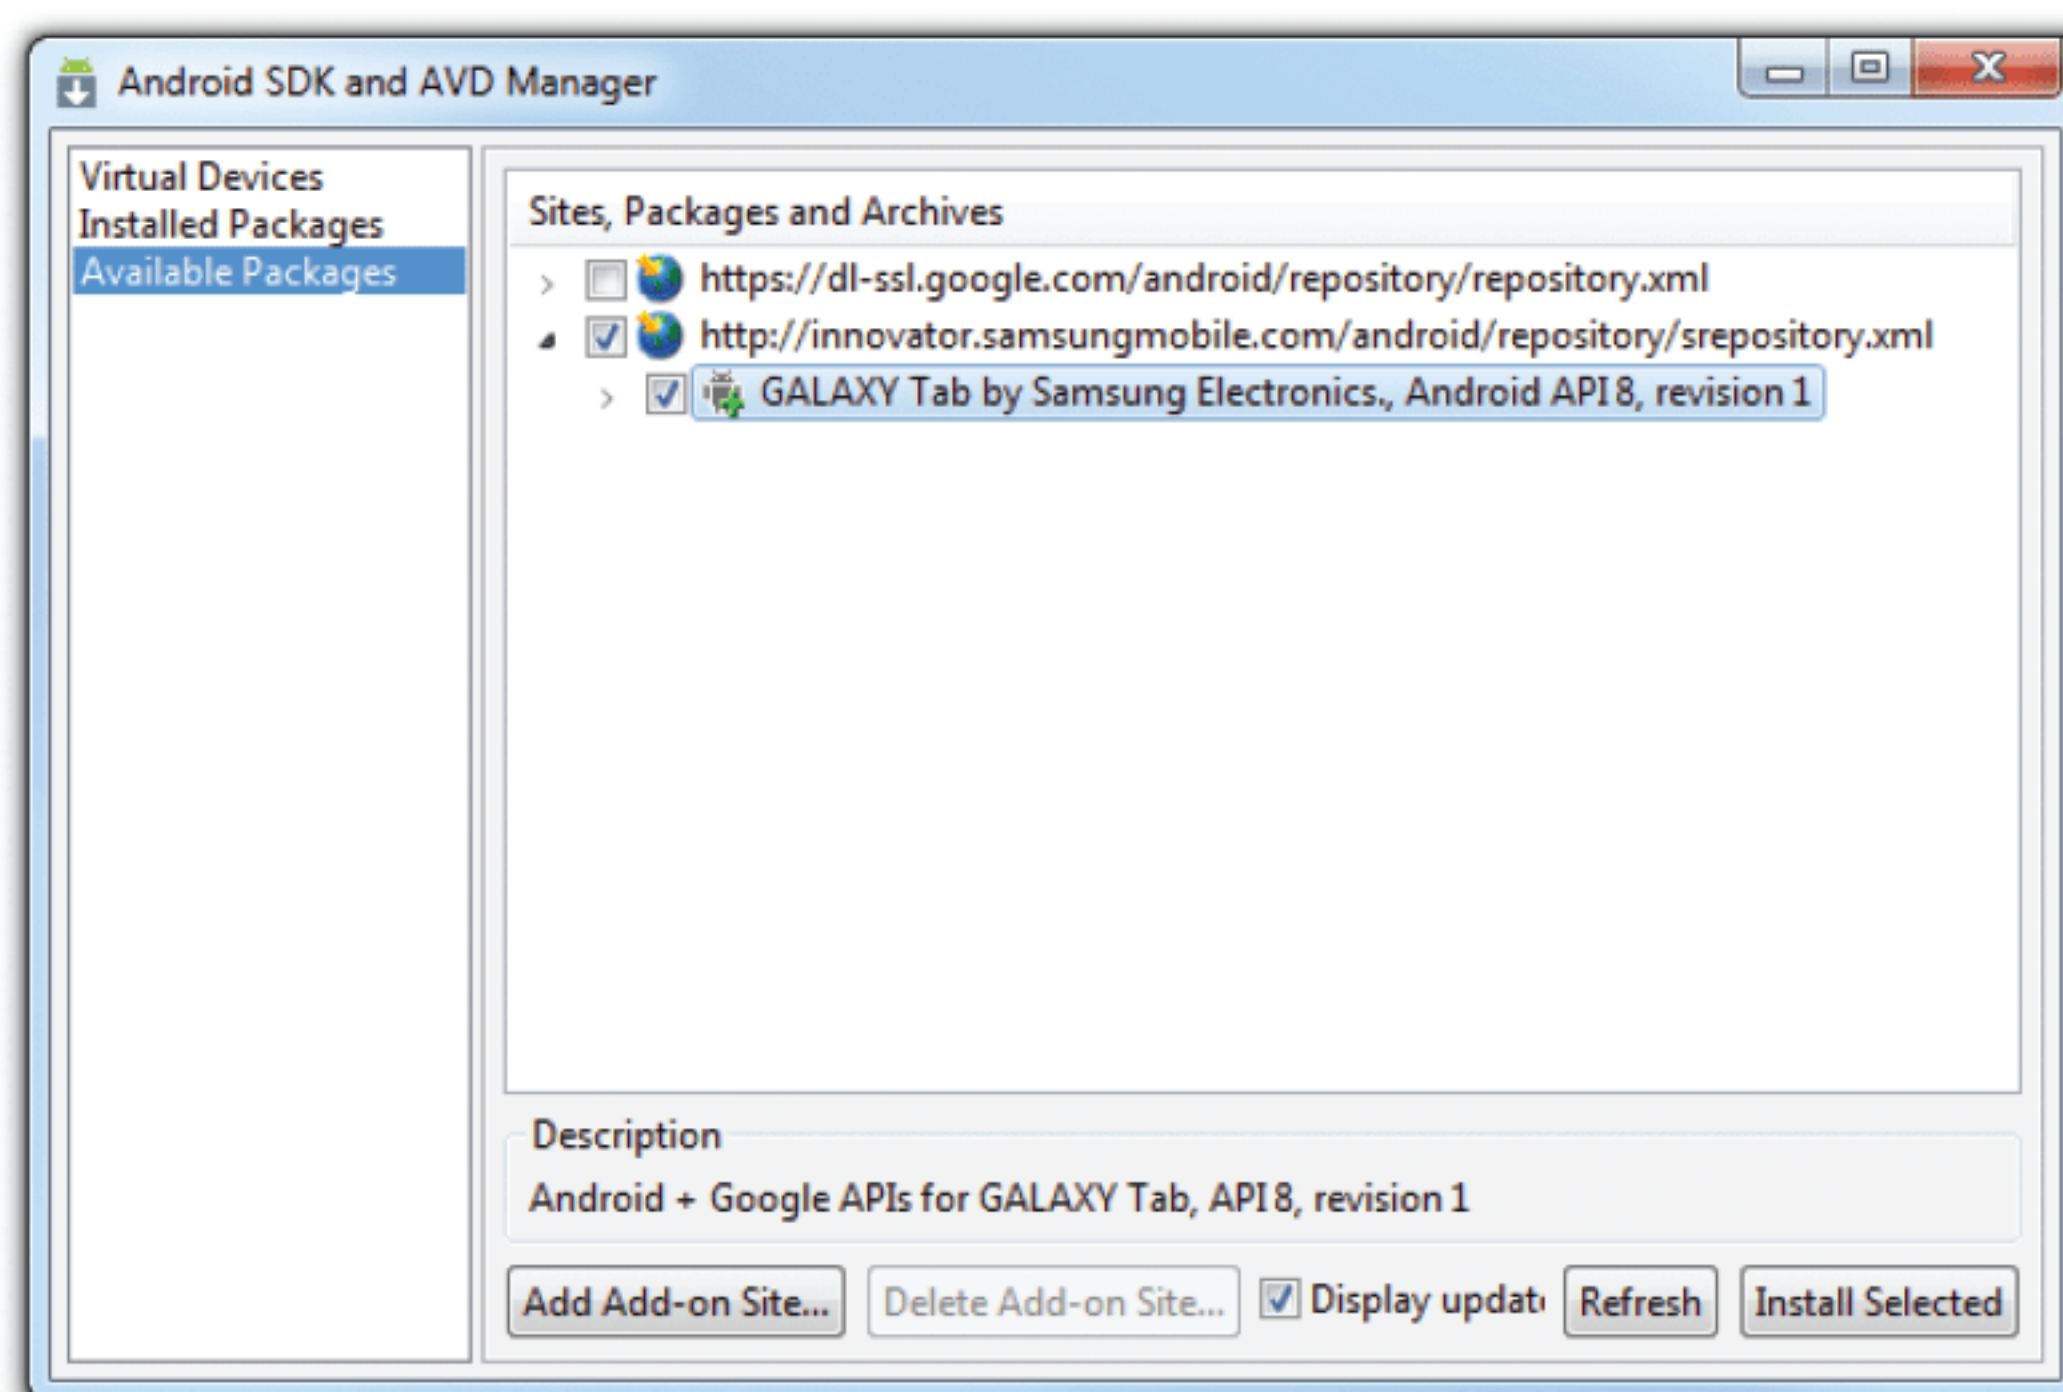 Android SDK and AVD Manager
Virtual Devices
Installed Packages
Available Packages
Sites, Packages and Archives
https://dl-ssl.google.com/android/repository/repository.xml
http://innovator.samsungmobile.com/android/repository/srepository.xml
GALAXY Tab by Samsung Electronics., Android API 8, revision 1
Description
Android + Google APIs for GALAXY Tab, API 8, revision 1
Add Add-on Site... Delete Add-on Site... Display updat Refresh Install Selected